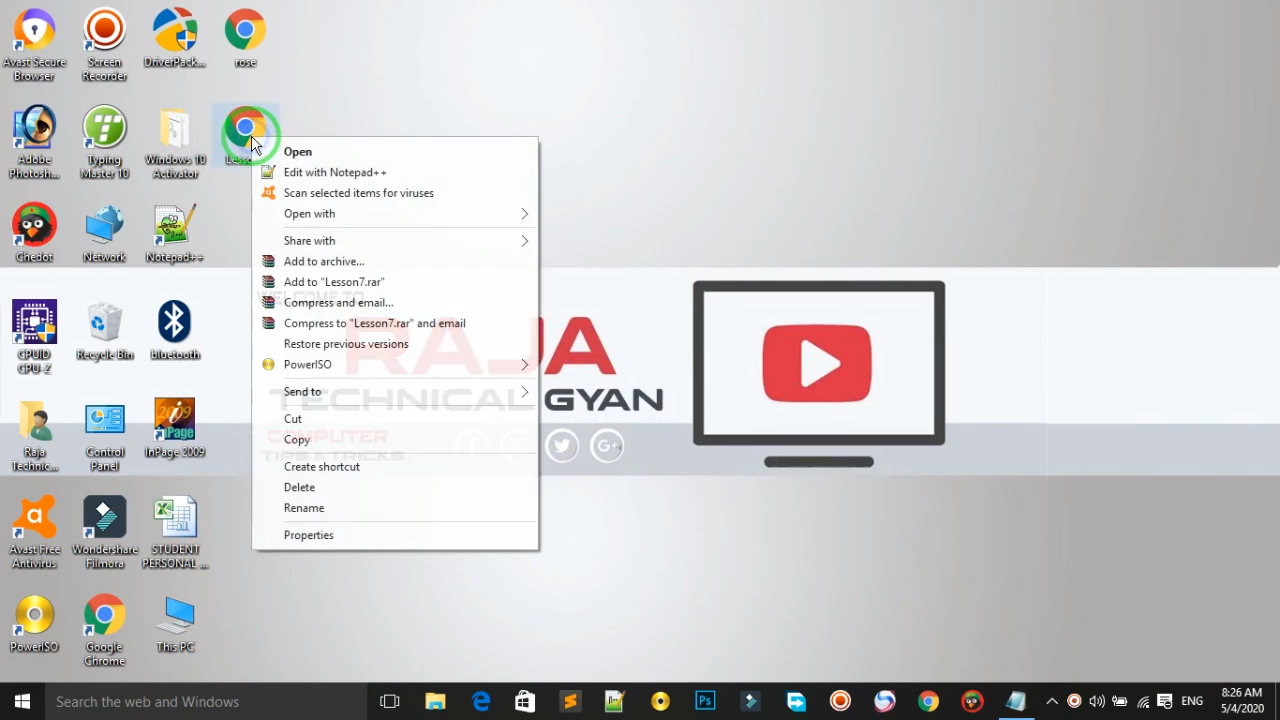 Avast Secure
Browser
Screen
Recorder
DriverPack...
rose
Adobe
Photosh...
Typing
Master 10
Windows 10
Activator
Chedot
Network
Notepad++
CPUID
CPU-Z
Recycle Bin
bluetooth
Raja
Technic...
Control
Panel
2009
InPage 2009
Avast Free
Antivirus
Wondershare
Filmora
STUDENT
PERSONAL ...
PowerISO
Google
Chrome
This PC
Open
Edit with Notepad++
Scan selected items for viruses
Open with
Share with
Add to archive...
Add to "Lesson7.rar"
Compress and email...
Compress to "Lesson7.rar" and email
Restore previous versions
PowerISO
Send to
Cut
Copy
Create shortcut
Delete
Rename
Properties
WELCOME TO
RAJA
TECHNICAL GYAN
COMPUTER
TIPS & TRICKS
G+
Search the web and Windows
Ps
ENG
8:26 AM
5/4/2020